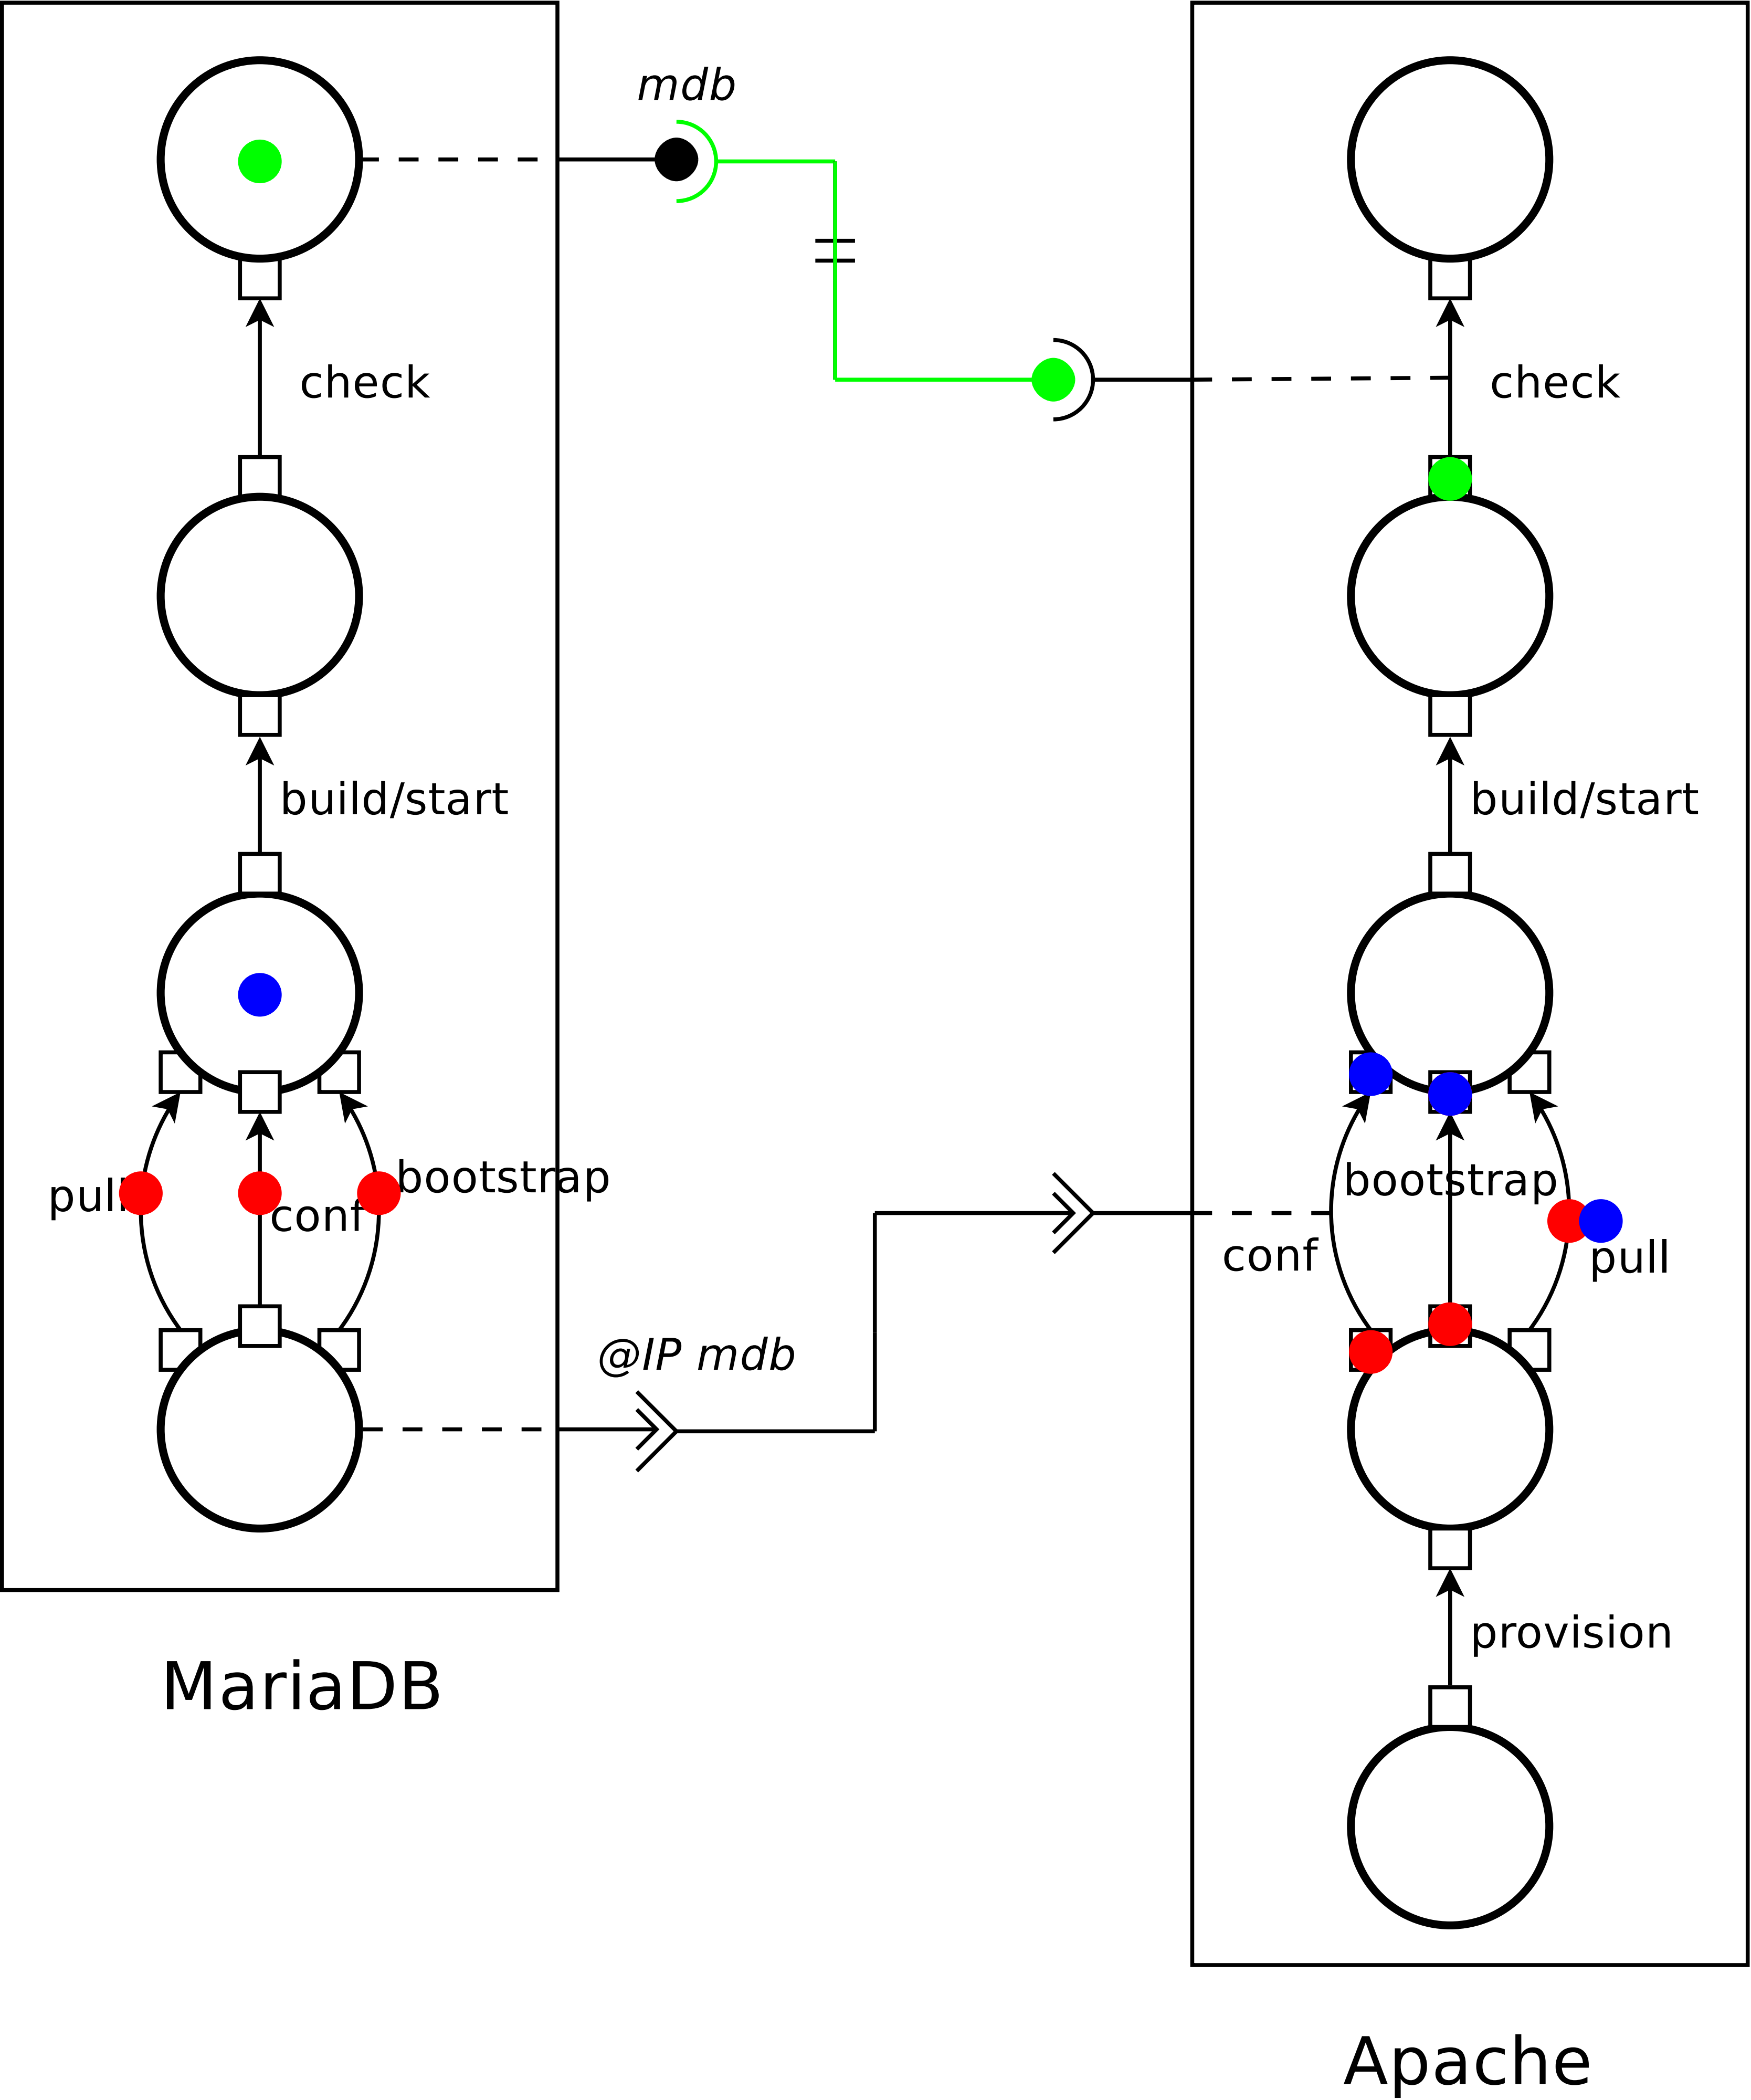 mdb
check
check
build/start
build/start
pull
conf
bootstrap
bootstrap
conf
pull
@IP mdb
provision
MariaDB
Apache